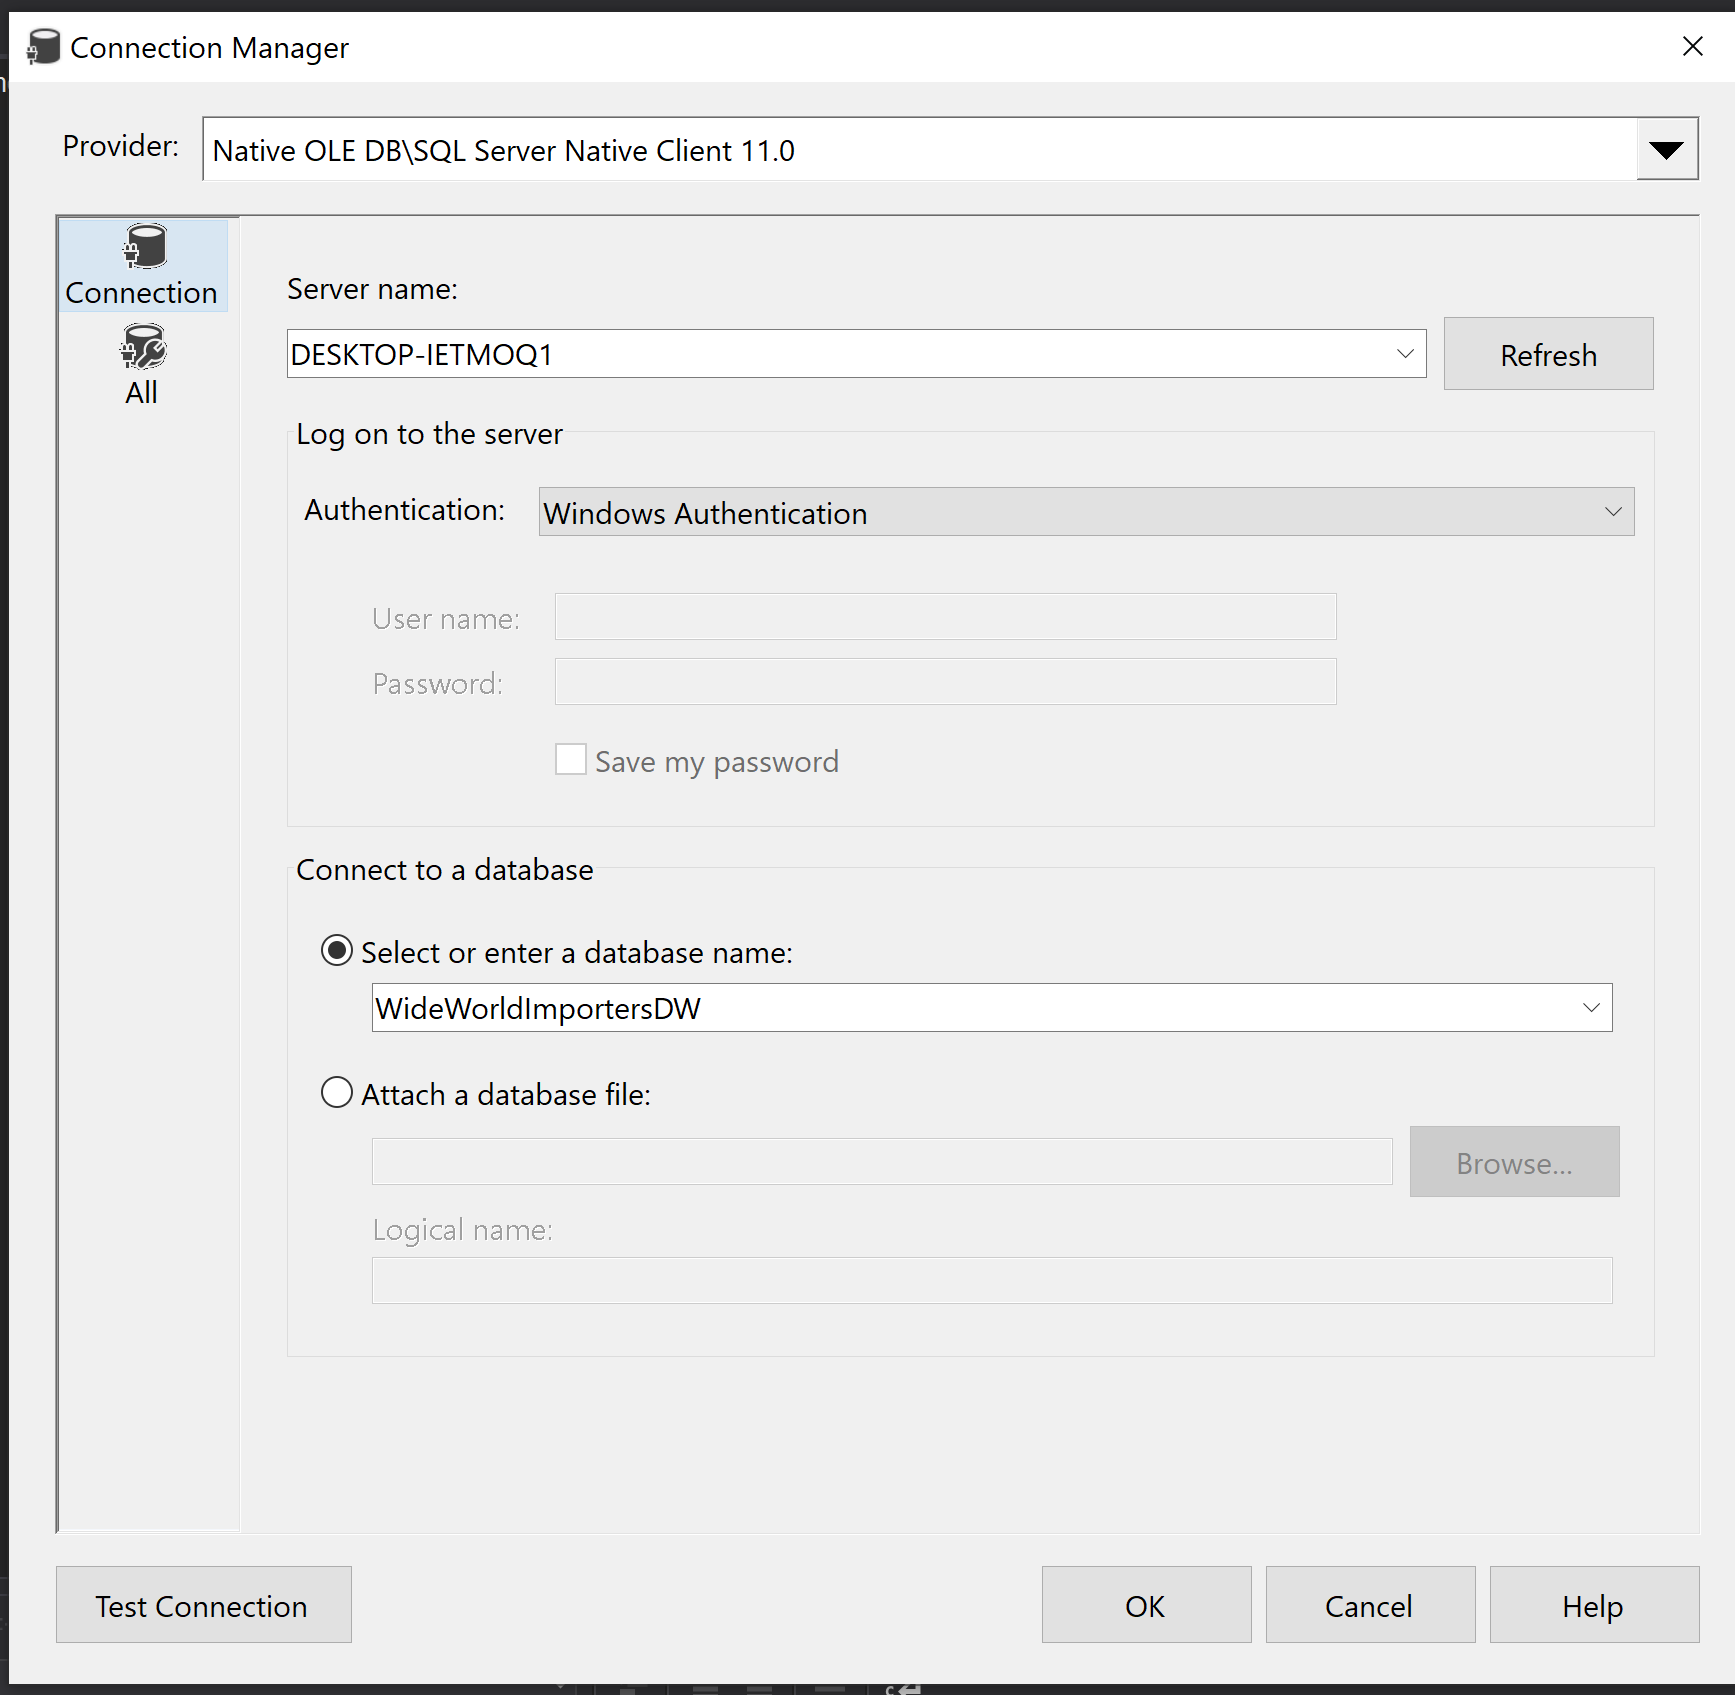 Connection Manager
Provider: Native OLE DB\SQL Server Native Client 11.0
Connection
All
Server name:
DESKTOP-IETMOQ1
Refresh
Log on to the server
Authentication: Windows Authentication
User name:
Password:
Save my password
Connect to a database
Select or enter a database name:
WideWorldImportersDW
Attach a database file:
Browse...
Logical name:
Test Connection
OK
Cancel
Help